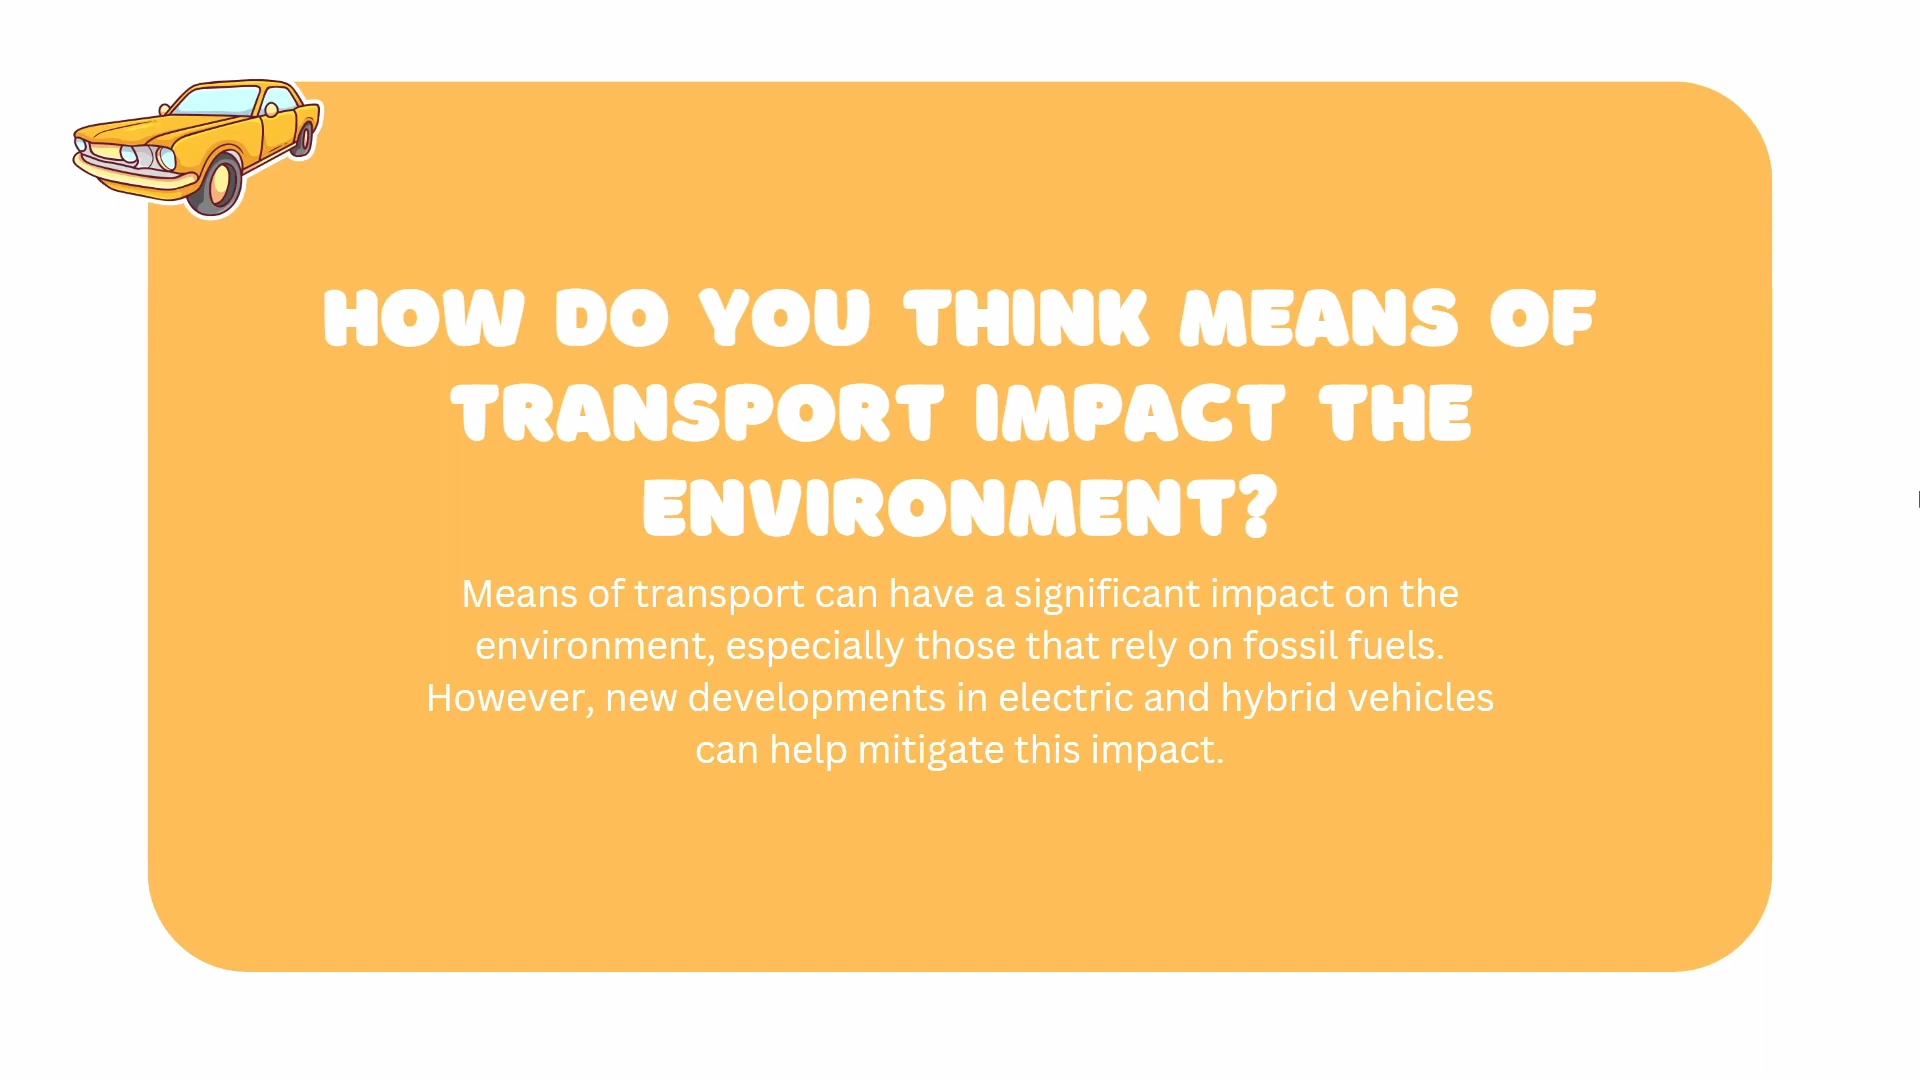 HOW DO YOU THINK MEANS OF
TRANSPORT IMPACT THE
ENVIRONMENT?
Means of transport can have a significant impact on the
environment, especially those that rely on fossil fuels.
However, new developments in electric and hybrid vehicles
can help mitigate this impact.